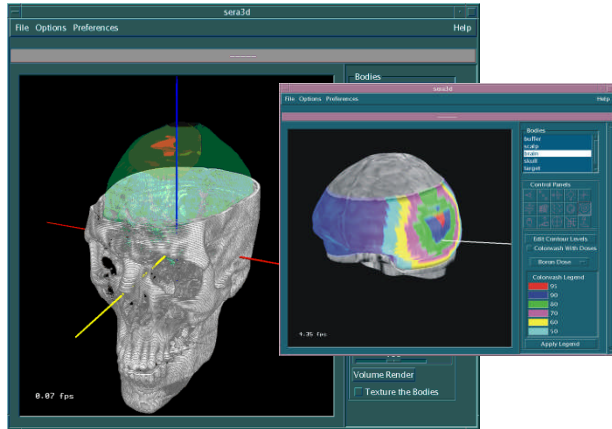 sera3d
File Options Preferences Help
Bodies
sera3d
File Options Preferences Help
Bodies
buffer
scalp
brain
skull
target
Control Panels
Edit Contour Levels
Colorwash With Doses
Boron Dose
Colorwash Legend
95
90
80
70
60
50
Apply Legend
4.35 fps
Volume Render
Texture the Bodies
0.07 fps